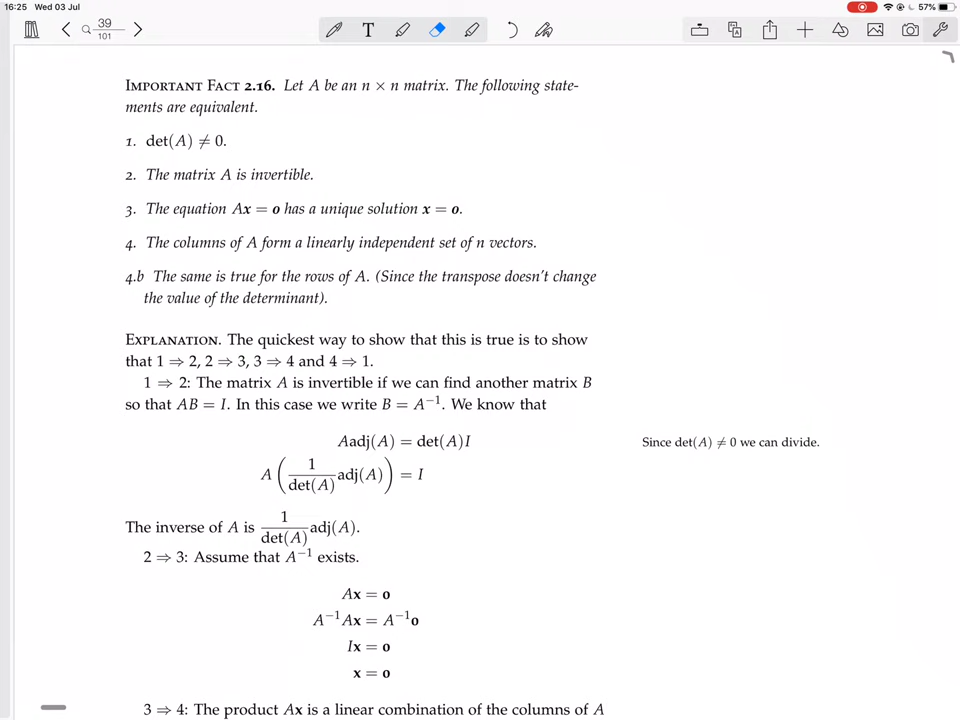 16:25 Wed 03 Jul
57%
39
101
T
IMPORTANT FACT 2.16. Let A be an n × n matrix. The following state-
ments are equivalent.
1. det(A) ≠ 0.
2. The matrix A is invertible.
3. The equation Ax = 0 has a unique solution x = 0.
4. The columns of A form a linearly independent set of n vectors.
4.b The same is true for the rows of A. (Since the transpose doesn't change
the value of the determinant).
EXPLANATION. The quickest way to show that this is true is to show
that 1 ⇒ 2, 2 ⇒ 3, 3 ⇒ 4 and 4 ⇒ 1.
1 ⇒ 2: The matrix A is invertible if we can find another matrix B
so that AB = I. In this case we write B = A⁻¹. We know that
Aadj(A) = det(A)I Since det(A) ≠ 0 we can divide.
A (1/det(A) adj(A)) = I
The inverse of A is 1/det(A) adj(A).
2 ⇒ 3: Assume that A⁻¹ exists.
Ax = 0
A⁻¹Ax = A⁻¹0
Ix = 0
x = 0
3 ⇒ 4: The product Ax is a linear combination of the columns of A